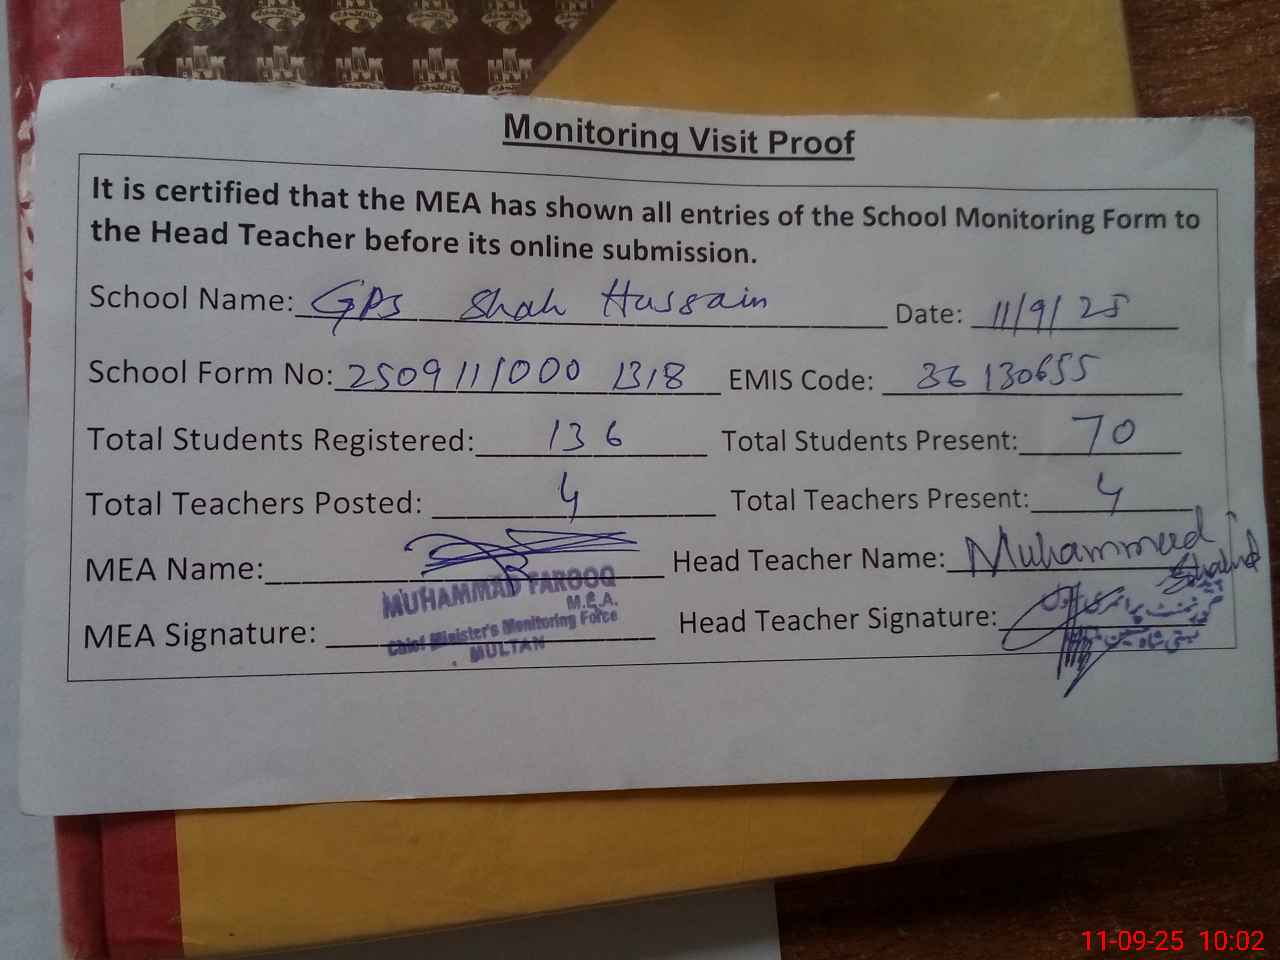 Monitoring Visit Proof
It is certified that the MEA has shown all entries of the School Monitoring Form to
the Head Teacher before its online submission.
School Name: GPS Shah Hussain Date: 11/9/25
School Form No: 2509111000 1318 EMIS Code: 36130655
Total Students Registered: 136 Total Students Present: 70
Total Teachers Posted: 4 Total Teachers Present: 4
MEA Name: Head Teacher Name: Muhammed
MUHAMMAD FAROOQ
M.E.A.
Chief Minister's Monitoring Force
MULTAN
MEA Signature: Head Teacher Signature:
11-09-25 10:02